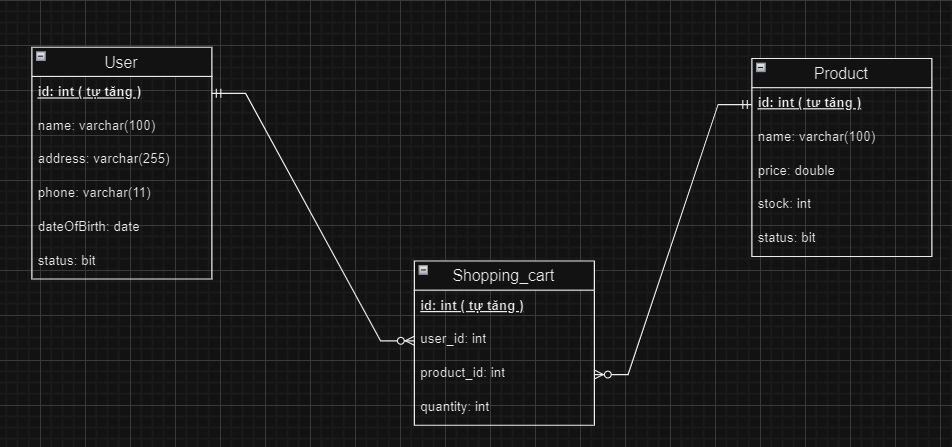 User
id: int ( tự tăng )
name: varchar(100)
address: varchar(255)
phone: varchar(11)
dateOfBirth: date
status: bit
Product
id: int ( tự tăng )
name: varchar(100)
price: double
stock: int
status: bit
Shopping_cart
id: int ( tự tăng )
user_id: int
product_id: int
quantity: int